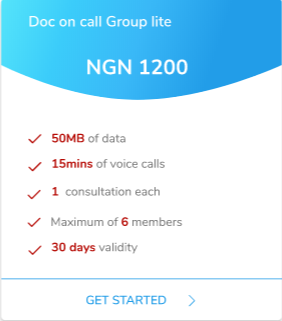 Doc on call Group lite
NGN 1200
50MB of data
15mins of voice calls
1 consultation each
Maximum of 6 members
30 days validity
GET STARTED